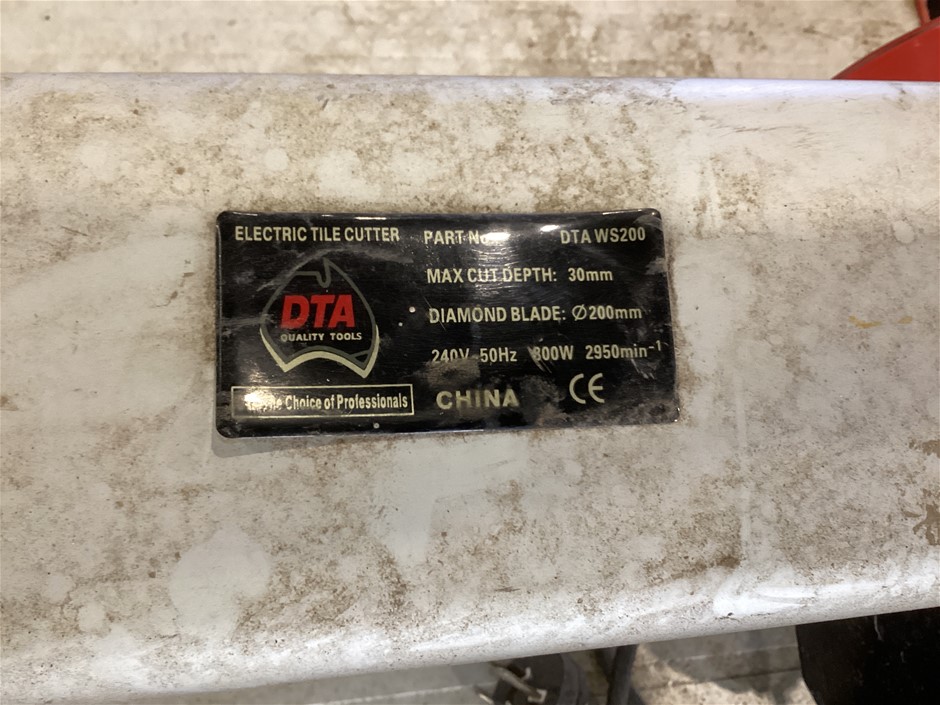 ELECTRIC TILE CUTTER
DTA
QUALITY TOOLS
Choice of Professionals
PART No DTA WS200
MAX CUT DEPTH: 30mm
DIAMOND BLADE: Ø200mm
240V 50Hz 800W 2950min⁻¹
CHINA CE